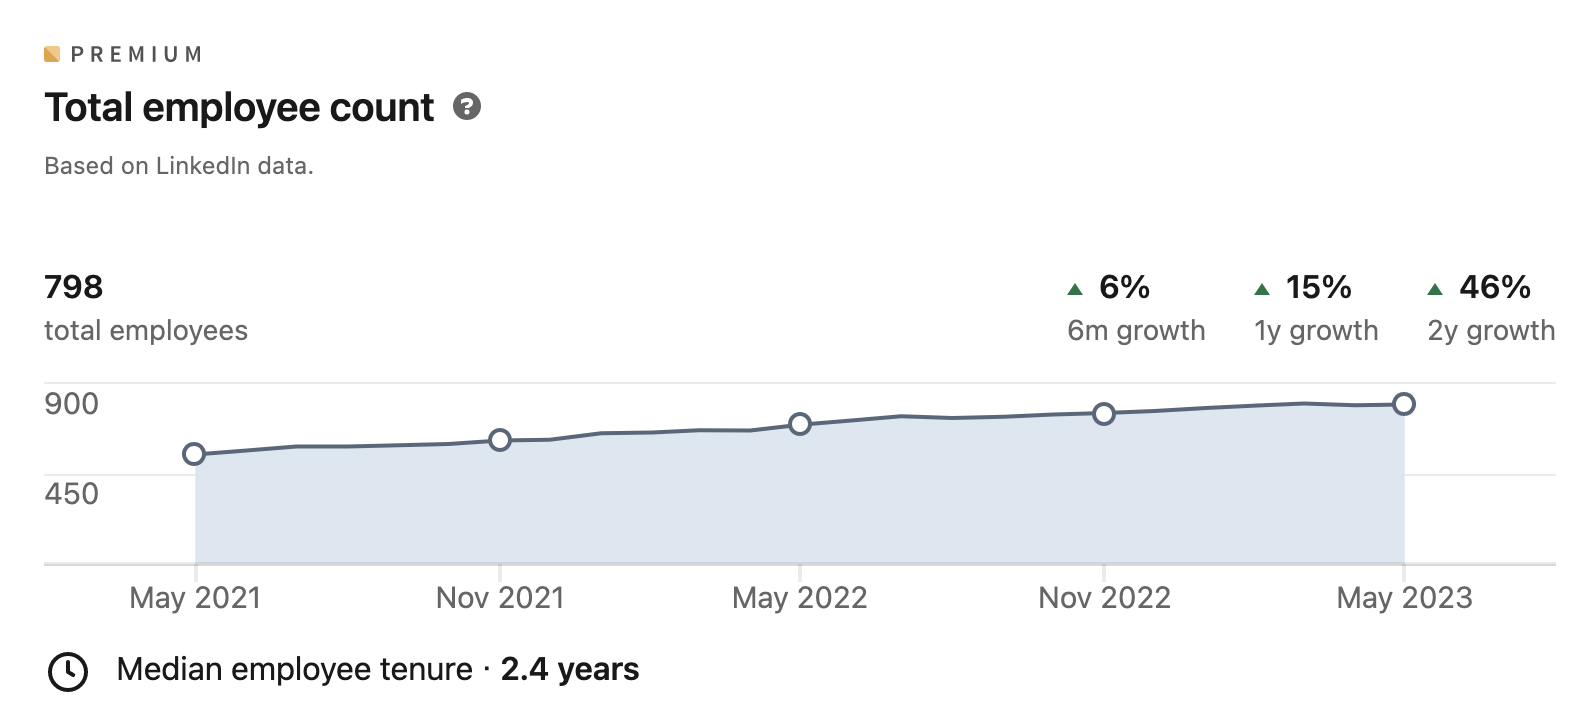 PREMIUM
Total employee count ?
Based on LinkedIn data.
798
total employees
6%
6m growth
15%
1y growth
46%
2y growth
900
450
May 2021
Nov 2021
May 2022
Nov 2022
May 2023
Median employee tenure · 2.4 years